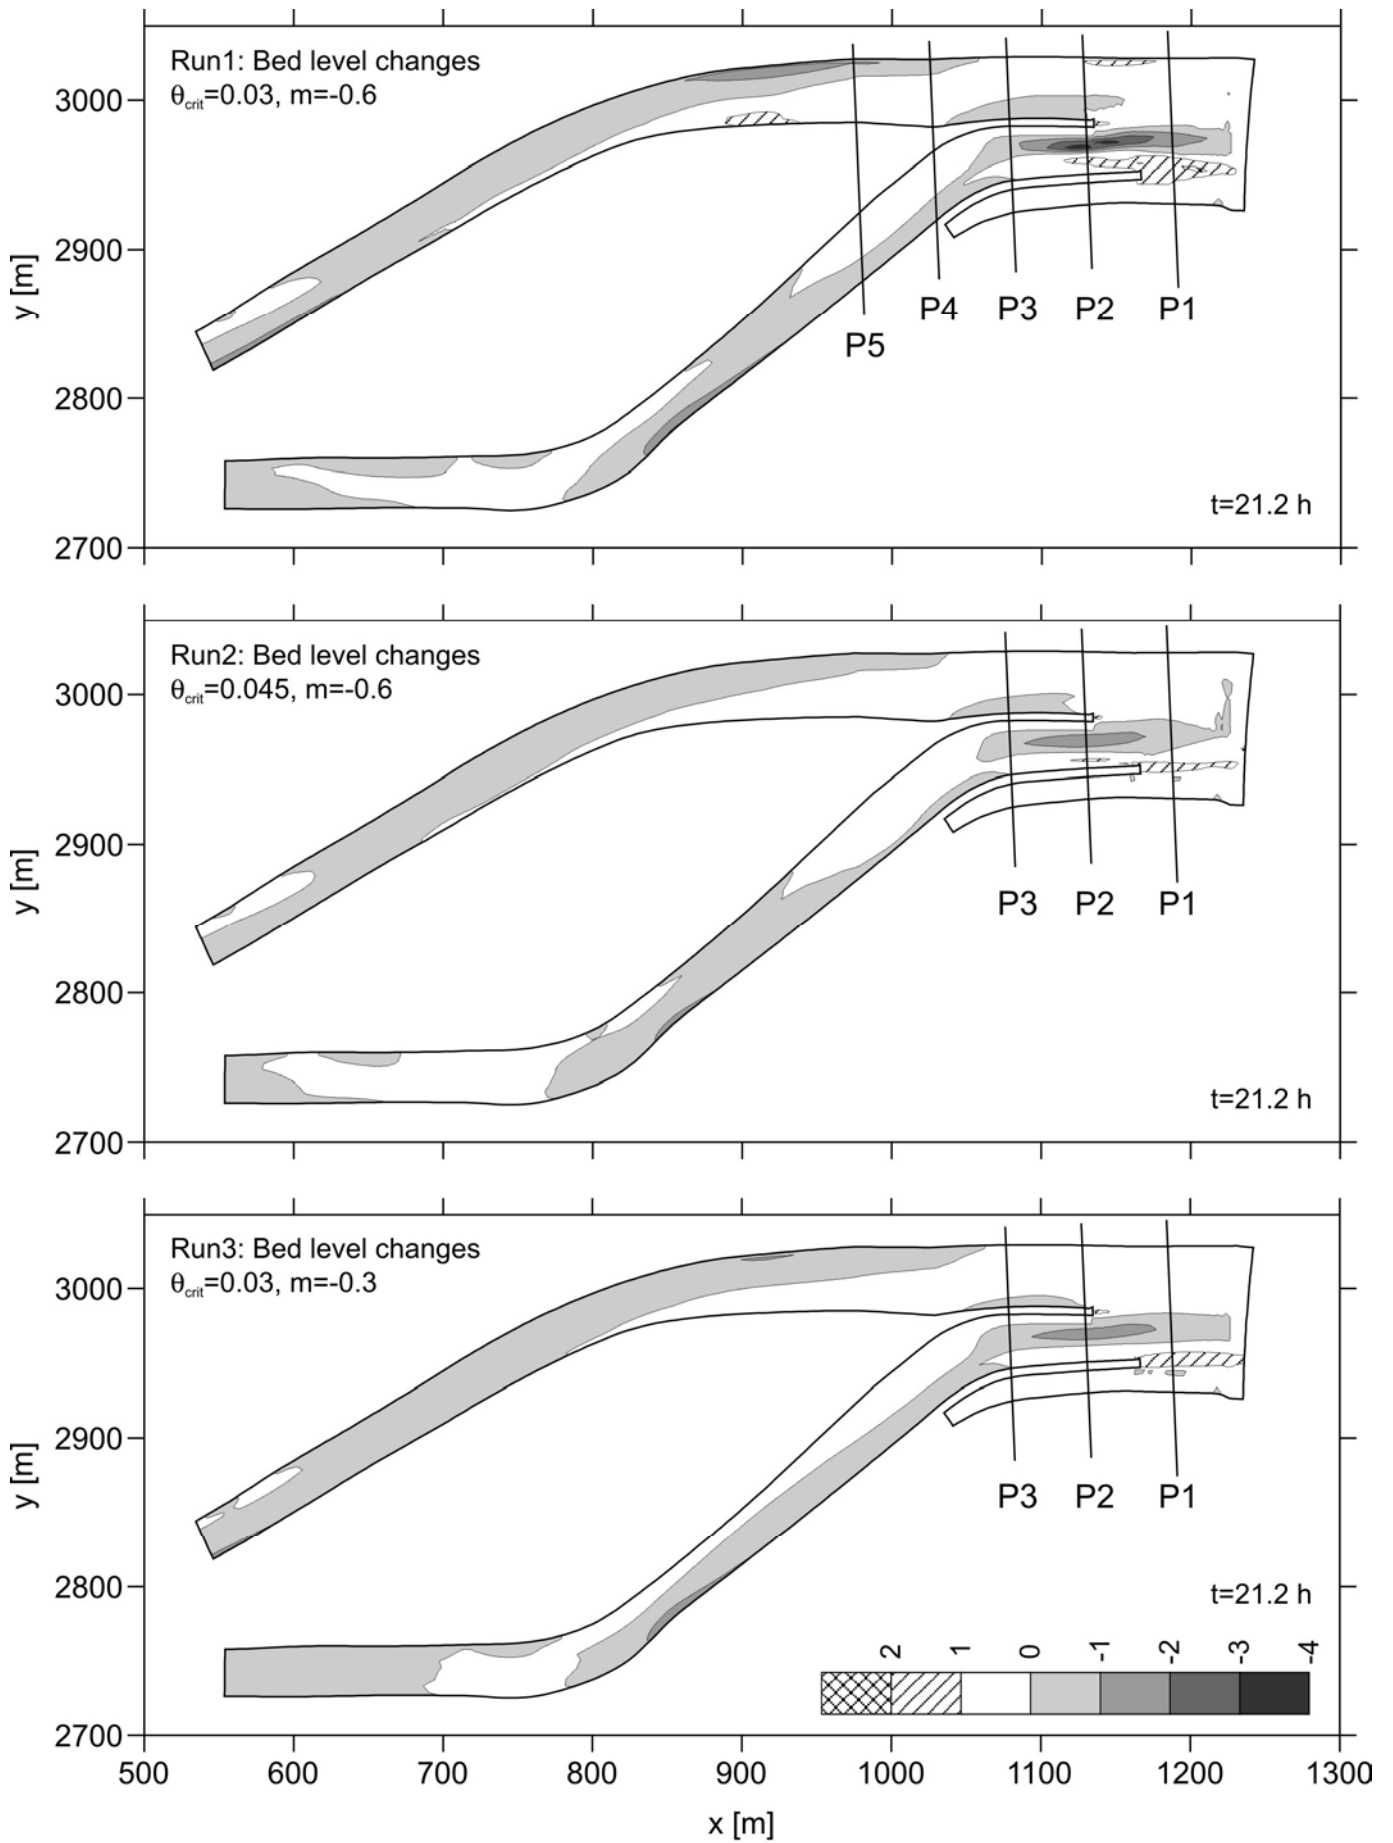 Run1: Bed level changes
θcrit=0.03, m=-0.6
3000
2900
2800
2700
y [m]
P5
P4
P3
P2
P1
t=21.2 h
Run2: Bed level changes
θcrit=0.045, m=-0.6
3000
2900
2800
2700
y [m]
P3
P2
P1
t=21.2 h
Run3: Bed level changes
θcrit=0.03, m=-0.3
3000
2900
2800
2700
y [m]
P3
P2
P1
t=21.2 h
2 1 0 -1 -2 -3 -4
500 600 700 800 900 1000 1100 1200 1300
x [m]